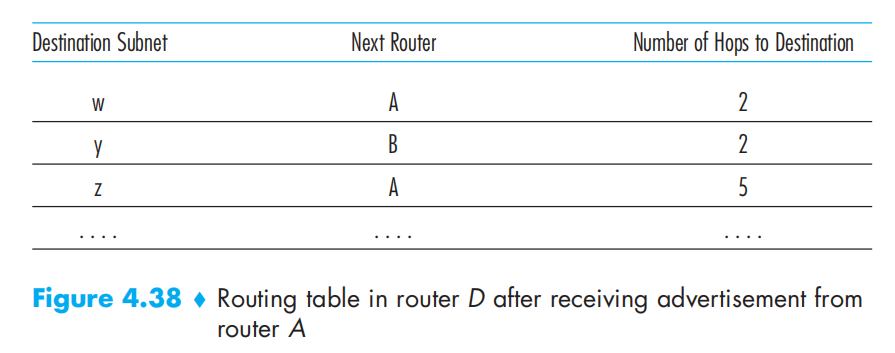 Destination Subnet Next Router Number of Hops to Destination
w A 2
y B 2
z A 5
. . . . . . . . . . . .
Figure 4.38 ♦ Routing table in router D after receiving advertisement from
router A